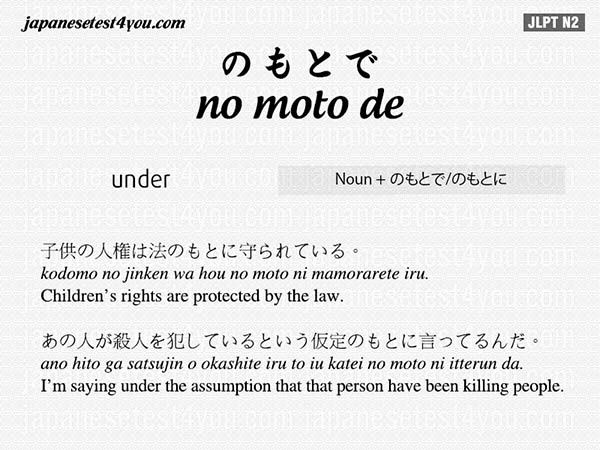 japanesetest4you.com
JLPT N2
のもとで
no moto de
under
Noun + のもとで/のもとに
子供の人権は法のもとに守られている。
kodomo no jinken wa hou no moto ni mamorarete iru.
Children's rights are protected by the law.
あの人が殺人を犯しているという仮定のもとに言ってるんだ。
ano hito ga satsujin o okashite iru to iu katei no moto ni itterun da.
I'm saying under the assumption that that person have been killing people.